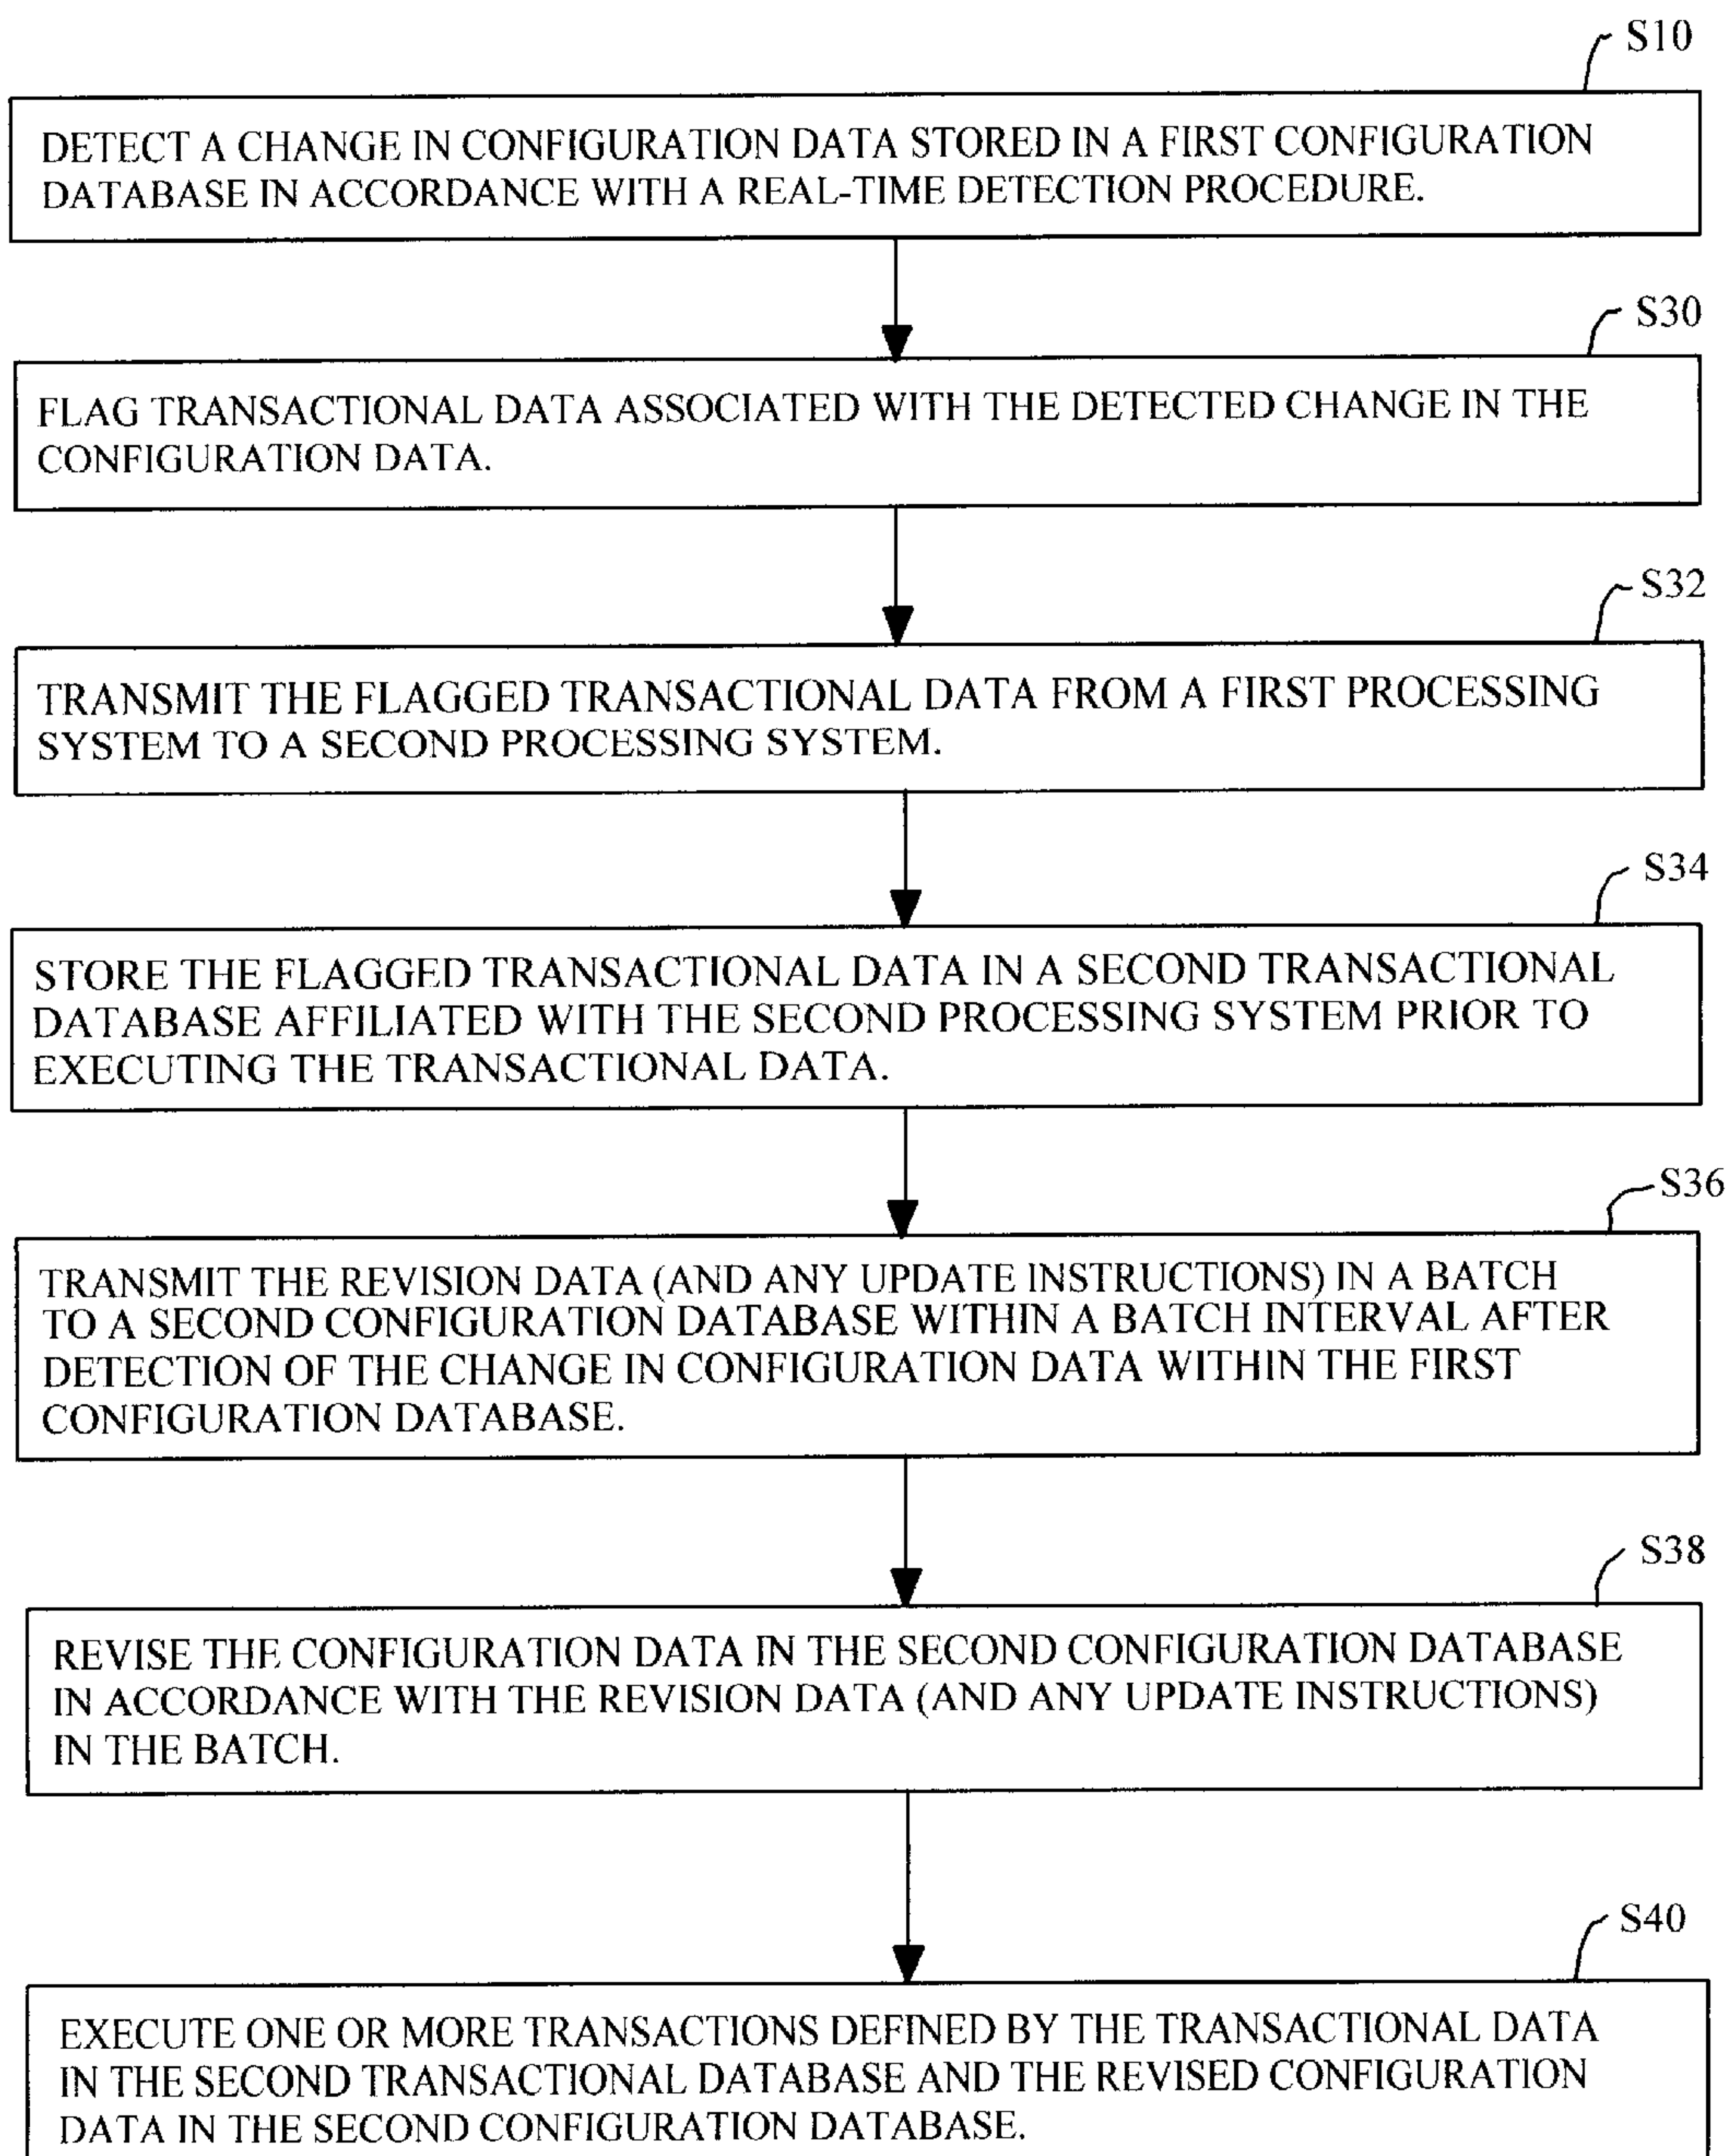 S10
DETECT A CHANGE IN CONFIGURATION DATA STORED IN A FIRST CONFIGURATION
DATABASE IN ACCORDANCE WITH A REAL-TIME DETECTION PROCEDURE.
S30
FLAG TRANSACTIONAL DATA ASSOCIATED WITH THE DETECTED CHANGE IN THE
CONFIGURATION DATA.
S32
TRANSMIT THE FLAGGED TRANSACTIONAL DATA FROM A FIRST PROCESSING
SYSTEM TO A SECOND PROCESSING SYSTEM.
S34
STORE THE FLAGGED TRANSACTIONAL DATA IN A SECOND TRANSACTIONAL
DATABASE AFFILIATED WITH THE SECOND PROCESSING SYSTEM PRIOR TO
EXECUTING THE TRANSACTIONAL DATA.
S36
TRANSMIT THE REVISION DATA (AND ANY UPDATE INSTRUCTIONS) IN A BATCH
TO A SECOND CONFIGURATION DATABASE WITHIN A BATCH INTERVAL AFTER
DETECTION OF THE CHANGE IN CONFIGURATION DATA WITHIN THE FIRST
CONFIGURATION DATABASE.
S38
REVISE THE CONFIGURATION DATA IN THE SECOND CONFIGURATION DATABASE
IN ACCORDANCE WITH THE REVISION DATA (AND ANY UPDATE INSTRUCTIONS)
IN THE BATCH.
S40
EXECUTE ONE OR MORE TRANSACTIONS DEFINED BY THE TRANSACTIONAL DATA
IN THE SECOND TRANSACTIONAL DATABASE AND THE REVISED CONFIGURATION
DATA IN THE SECOND CONFIGURATION DATABASE.